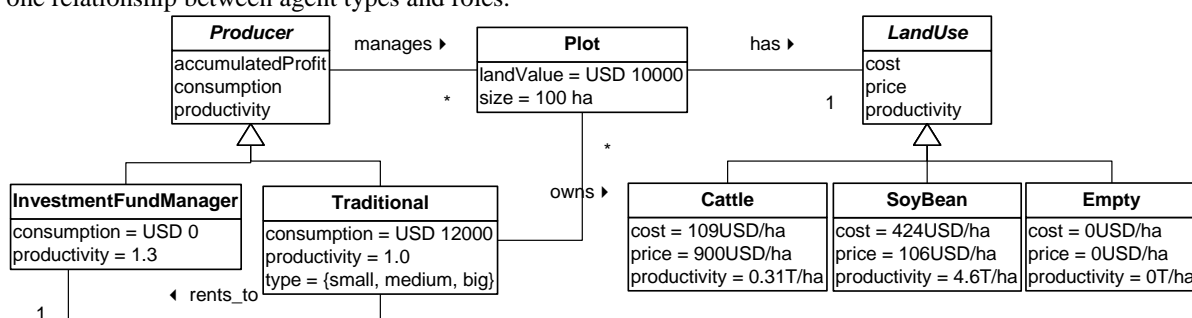 one relationship between agent types and roles.
Producer
accumulatedProfit
consumption
productivity
manages ▸
*
Plot
landValue = USD 10000
size = 100 ha
has ▸
1
LandUse
cost
price
productivity
*
owns ▸
InvestmentFundManager
consumption = USD 0
productivity = 1.3
Traditional
consumption = USD 12000
productivity = 1.0
type = {small, medium, big}
Cattle
cost = 109USD/ha
price = 900USD/ha
productivity = 0.31T/ha
SoyBean
cost = 424USD/ha
price = 106USD/ha
productivity = 4.6T/ha
Empty
cost = 0USD/ha
price = 0USD/ha
productivity = 0T/ha
◂ rents_to
1